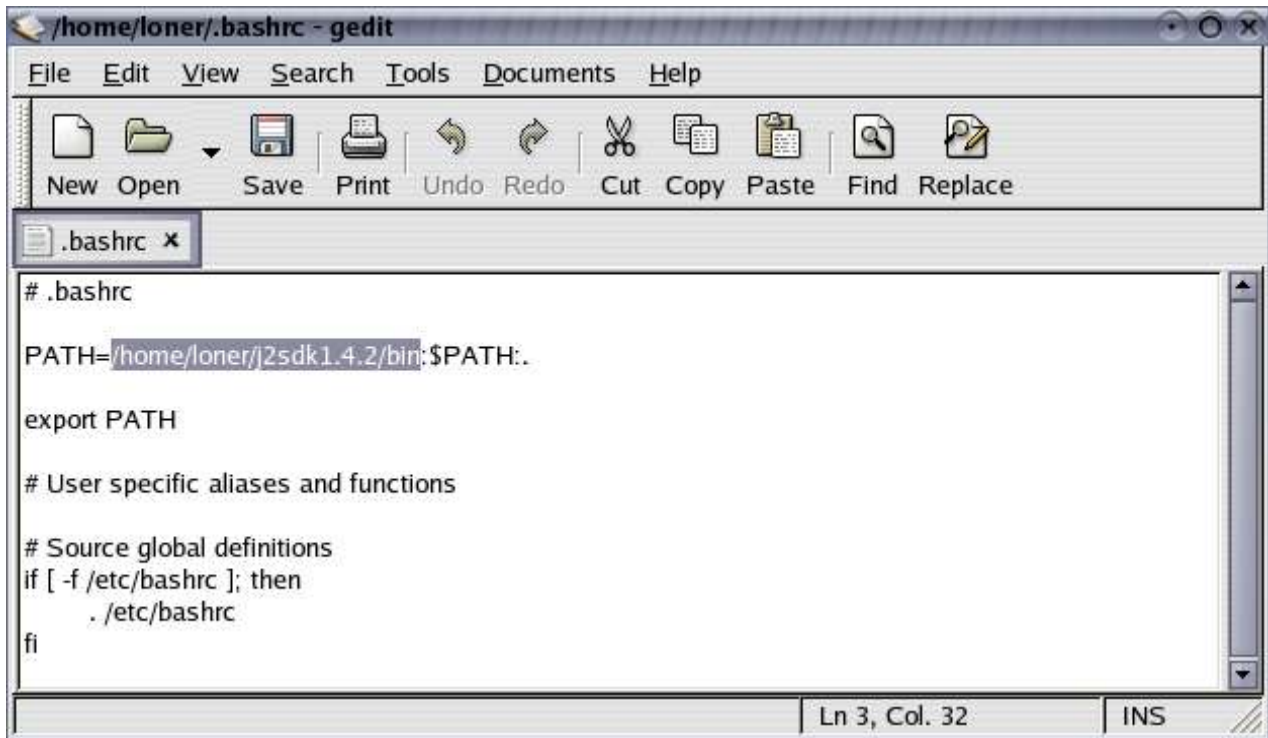 /home/loner/.bashrc - gedit
File Edit View Search Tools Documents Help
New Open Save Print Undo Redo Cut Copy Paste Find Replace
.bashrc
# .bashrc
PATH=/home/loner/j2sdk1.4.2/bin:$PATH:.
export PATH
# User specific aliases and functions
# Source global definitions
if [ -f /etc/bashrc ]; then
. /etc/bashrc
fi
Ln 3, Col. 32 INS